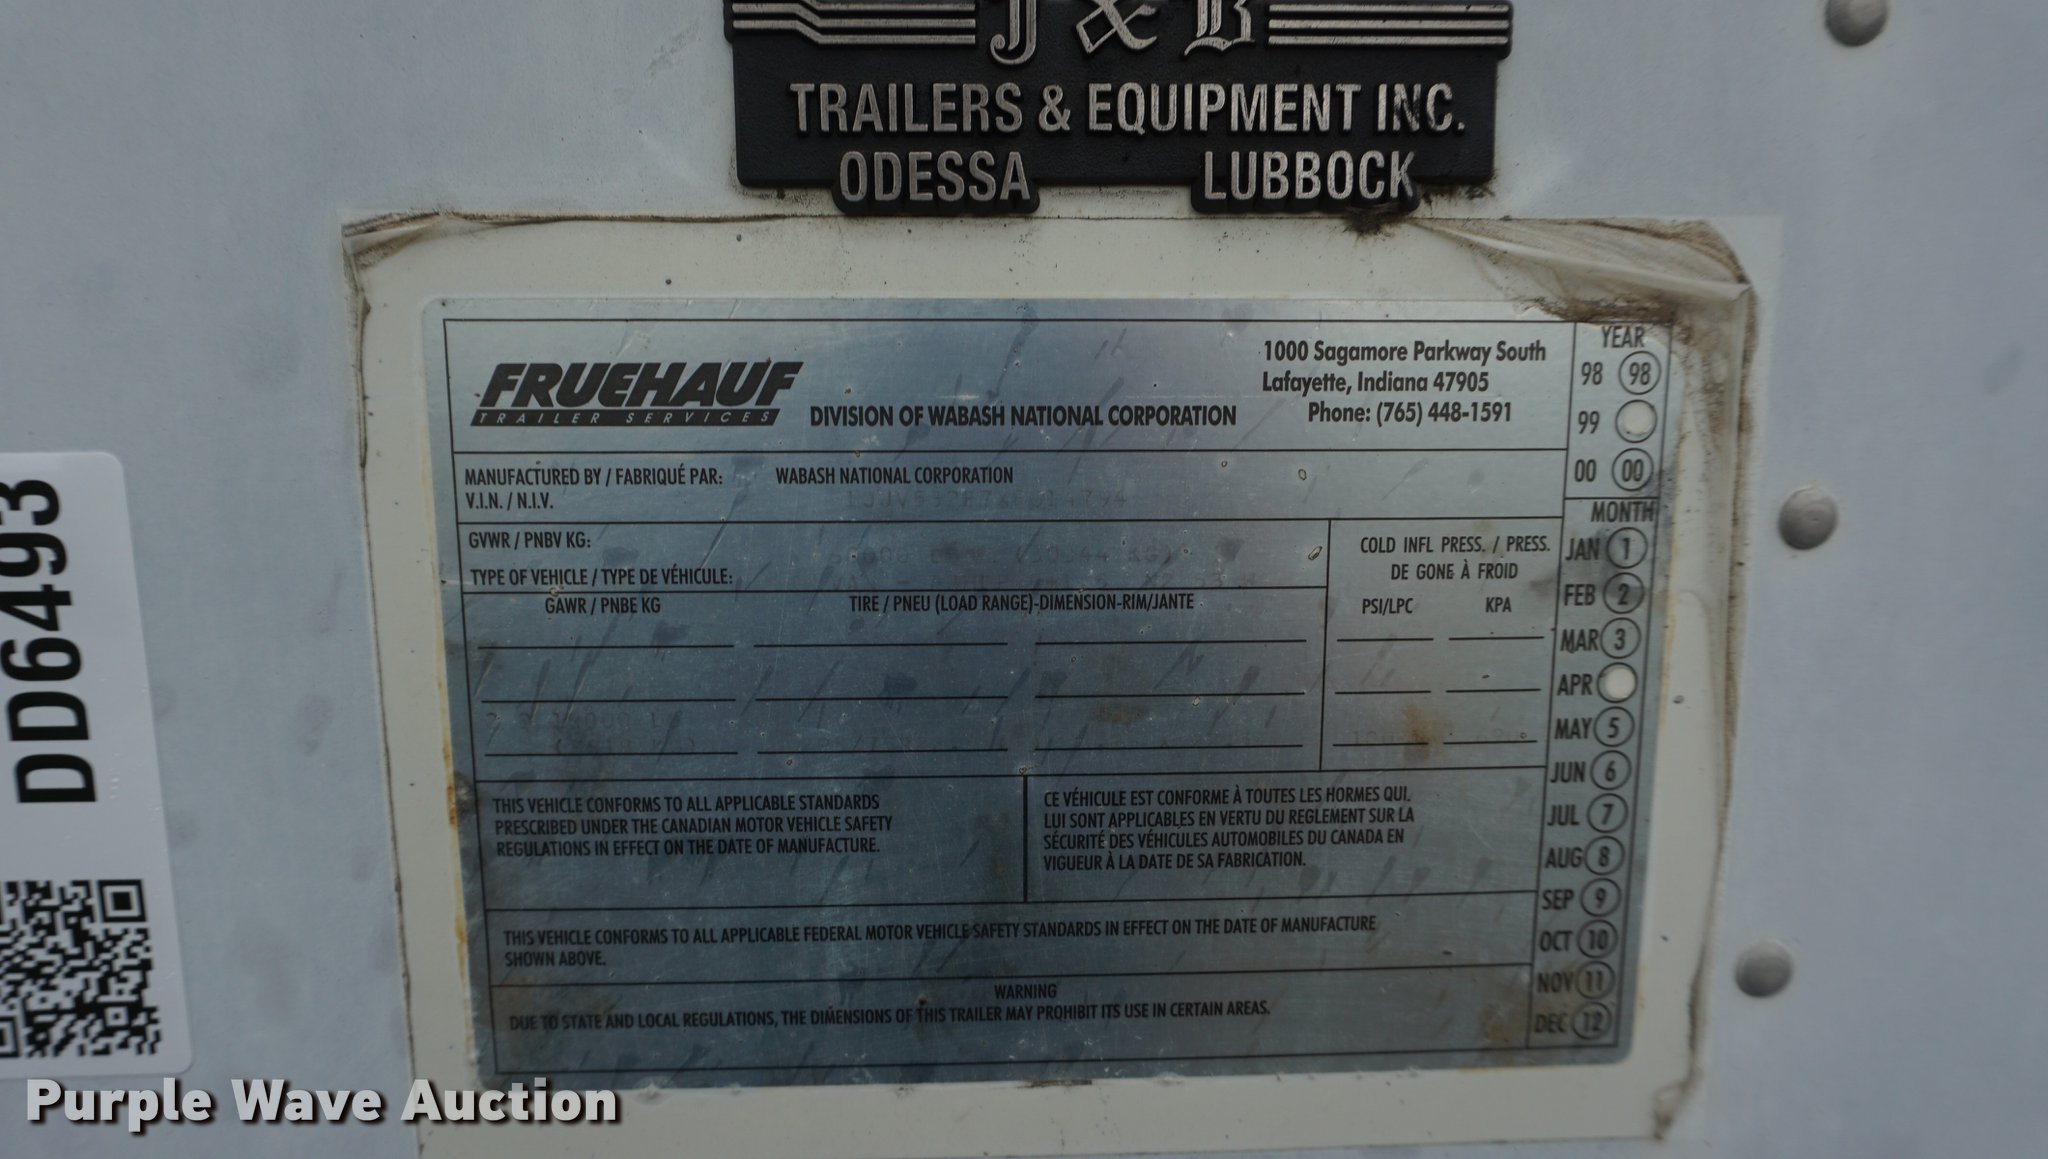 J & B
TRAILERS & EQUIPMENT INC.
ODESSA LUBBOCK
FRUEHAUF
TRAILER SERVICES
DIVISION OF WABASH NATIONAL CORPORATION
1000 Sagamore Parkway South
Lafayette, Indiana 47905
Phone: (765) 448-1591
YEAR
98 98
99
00 00
MANUFACTURED BY / FABRIQUÉ PAR: WABASH NATIONAL CORPORATION
V.I.N. / N.I.V.
GVWR / PNBV KG:
TYPE OF VEHICLE / TYPE DE VÉHICULE:
COLD INFL PRESS. / PRESS.
DE GONE À FROID
GAWR / PNBE KG TIRE / PNEU (LOAD RANGE)-DIMENSION-RIM/JANTE PSI/LPC KPA
MONTH
JAN 1
FEB 2
MAR 3
APR
MAY 5
JUN 6
JUL 7
AUG 8
SEP 9
OCT 10
NOV 11
DEC 12
THIS VEHICLE CONFORMS TO ALL APPLICABLE STANDARDS
PRESCRIBED UNDER THE CANADIAN MOTOR VEHICLE SAFETY
REGULATIONS IN EFFECT ON THE DATE OF MANUFACTURE.
CE VÉHICULE EST CONFORME À TOUTES LES HORMES QUI.
LUI SONT APPLICABLES EN VERTU DU REGLEMENT SUR LA
SÉCURITÉ DES VÉHICULES AUTOMOBILES DU CANADA EN
VIGUEUR À LA DATE DE SA FABRICATION.
THIS VEHICLE CONFORMS TO ALL APPLICABLE FEDERAL MOTOR VEHICLE SAFETY STANDARDS IN EFFECT ON THE DATE OF MANUFACTURE
SHOWN ABOVE.
WARNING
DUE TO STATE AND LOCAL REGULATIONS, THE DIMENSIONS OF THIS TRAILER MAY PROHIBIT ITS USE IN CERTAIN AREAS.
DD6493
Purple Wave Auction